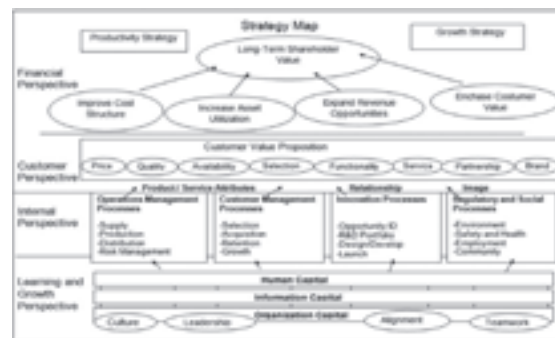 Strategy Map
Productivity Strategy
Growth Strategy
Long-Term Shareholder
Value
Financial
Perspective
Improve Cost
Structure
Increase Asset
Utilization
Expand Revenue
Opportunities
Enchase Costumer
Value
Customer Value Proposition
Customer
Perspective
Price
Quality
Availability
Selection
Functionality
Service
Partnership
Brand
Product / Service Attributes
Relationship
Image
Internal
Perspective
Operations Management
Processes
-Supply
-Production
-Distribution
-Risk Management
Customer Management
Processes
-Selection
-Acquisition
-Retention
-Growth
Innovation Processes
-Opportunity ID
-R&D Portfolio
-Design/Develop
-Launch
Regulatory and Social
Processes
-Environment
-Safety and Health
-Employment
-Community
Learning and
Growth
Perspective
Human Capital
Information Capital
Organization Capital
Culture
Leadership
Alignment
Teamwork